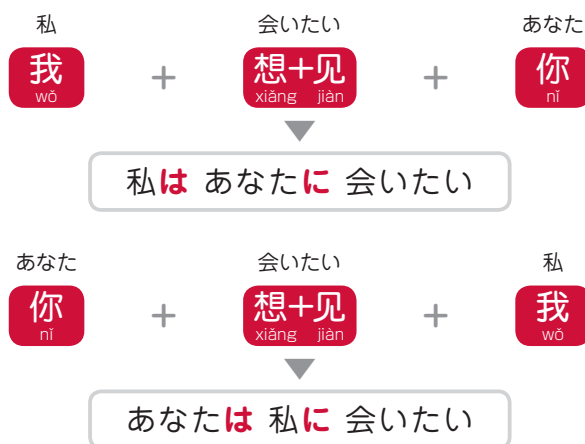 私 会いたい あなた
我 + 想+见 + 你
wǒ xiǎng jiàn nǐ
私は あなたに 会いたい
あなた 会いたい 私
你 + 想+见 + 我
nǐ xiǎng jiàn wǒ
あなたは 私に 会いたい